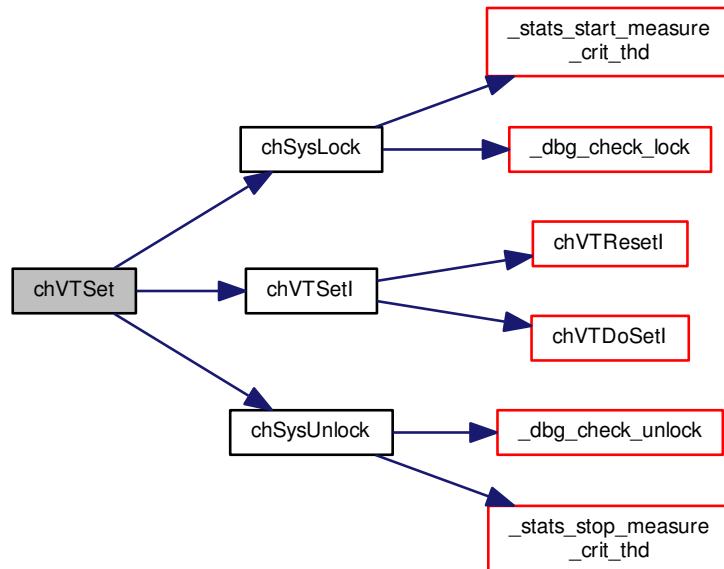 _stats_start_measure
_crit_thd
chSysLock
_dbg_check_lock
chVTResetI
chVTSet
chVTSetI
chVTDoSetI
chSysUnlock
_dbg_check_unlock
_stats_stop_measure
_crit_thd